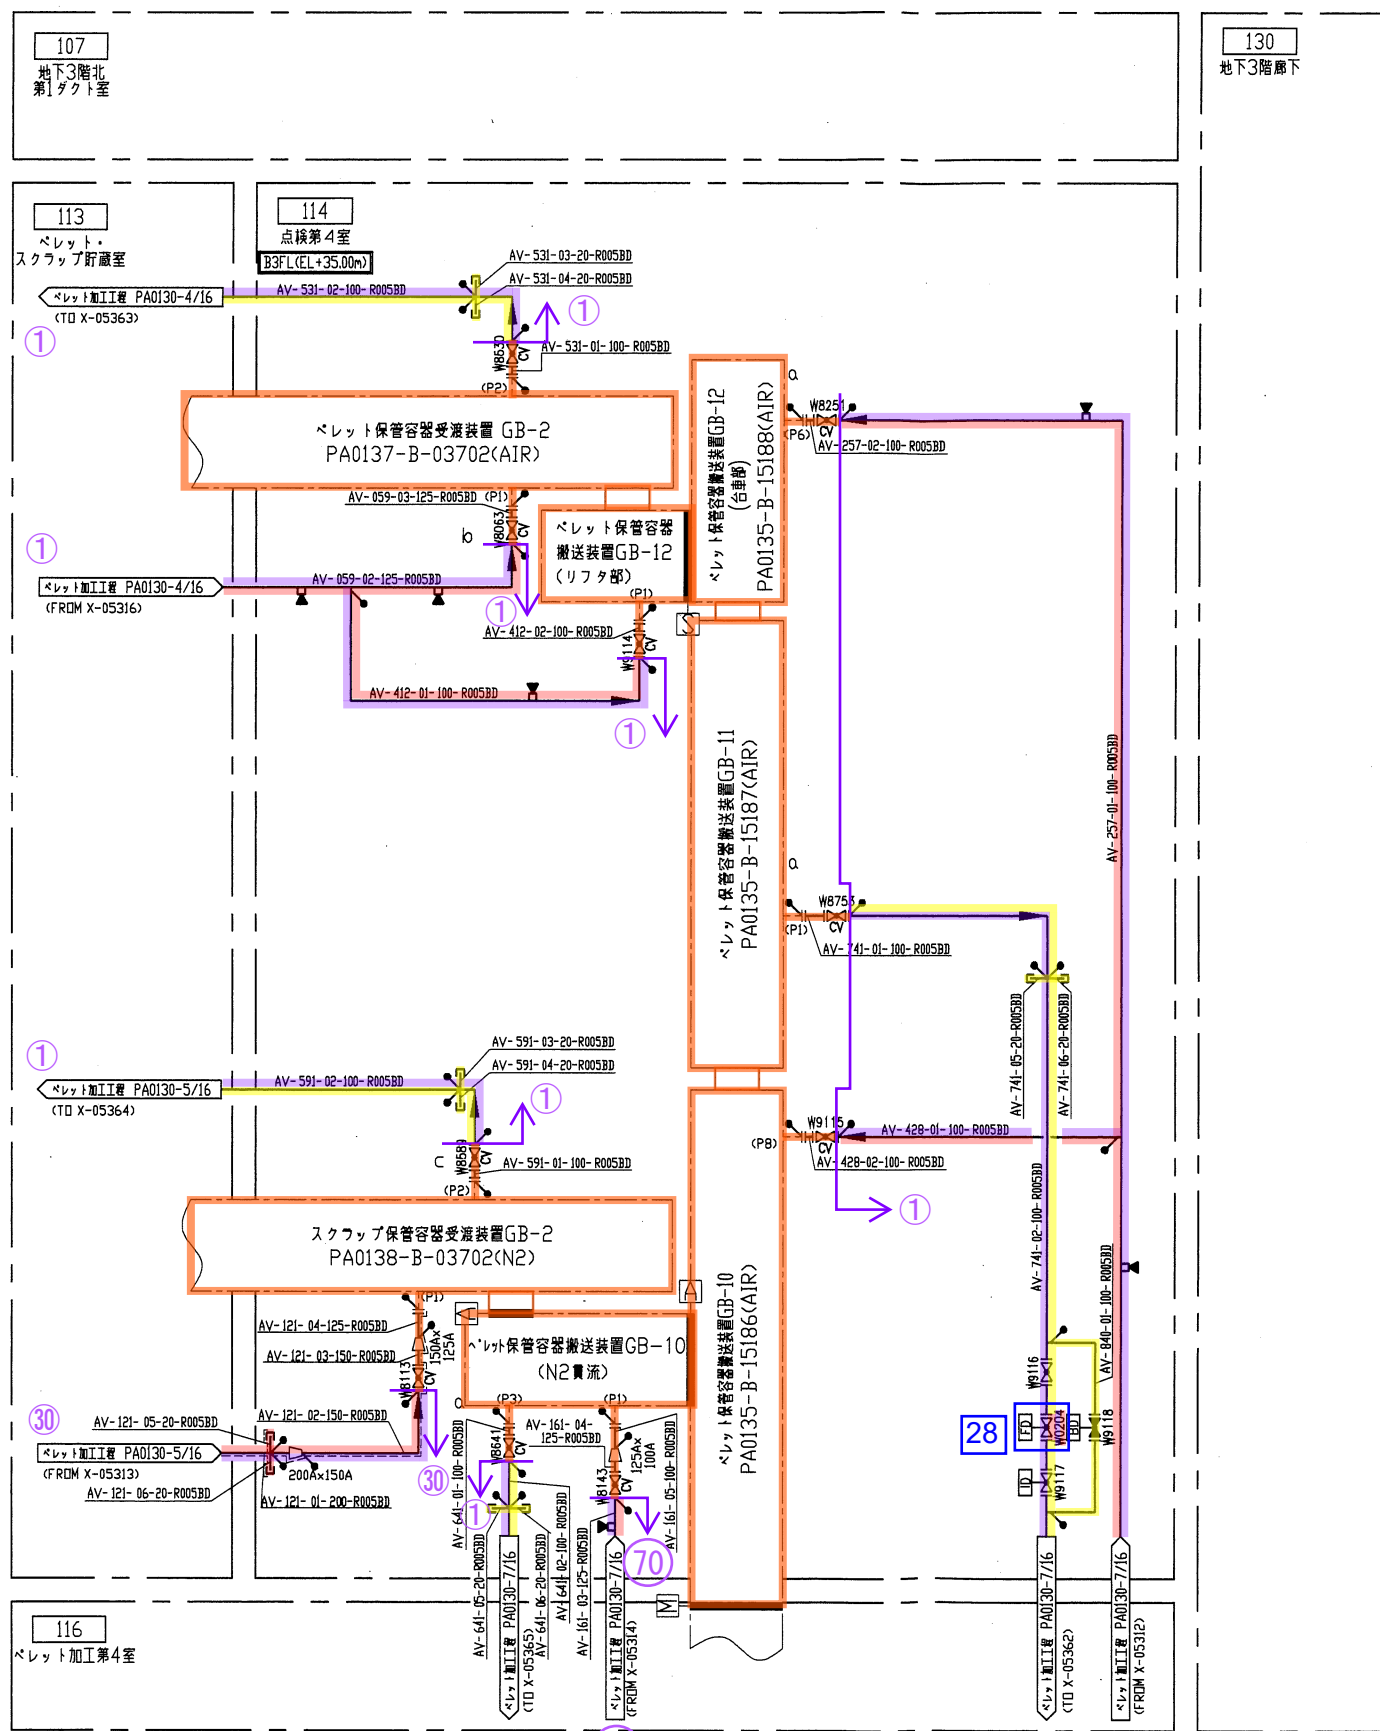 107
地下3階北
第1ダクト室
130
地下3階廊下
113
ペレット・
スクラップ貯蔵室
114
点検第4室
B3FL(EL+35.00m)
AV-531-03-20-R005BD
AV-531-04-20-R005BD
AV-531-02-100-R005BD
ペレット加工工程 PA0130-4/16
(TO X-05363)
①
①
W8530
CV
AV-531-01-100-R005BD
(P2)
ペレット保管容器受渡装置 GB-2
PA0137-B-03702(AIR)
AV-059-03-125-R005BD
(P1)
W8063
CV
b
①
ペレット加工工程 PA0130-4/16
(FROM X-05316)
AV-059-02-125-R005BD
①
ペレット保管容器
搬送装置GB-12
(リフタ部)
(P1)
AV-412-02-100-R005BD
W9114
CV
S
AV-412-01-100-R005BD
①
ペレット保管容器搬送装置GB-12
(台車部)
PA0135-B-15188(AIR)
a
W8251
(P6)
CV
AV-257-02-100-R005BD
AV-257-01-100-R005BD
ペレット保管容器搬送装置GB-11
PA0135-B-15187(AIR)
a
W8753
(P1)
CV
AV-741-01-100-R005BD
AV-741-05-20-R005BD
AV-741-06-20-R005BD
①
ペレット加工工程 PA0130-5/16
(TO X-05364)
AV-591-02-100-R005BD
AV-591-03-20-R005BD
AV-591-04-20-R005BD
①
W8589
CV
c
AV-591-01-100-R005BD
(P2)
(P8)
W9115
CV
AV-428-01-100-R005BD
AV-428-02-100-R005BD
①
スクラップ保管容器受渡装置GB-2
PA0138-B-03702(N2)
(P1)
AV-121-04-125-R005BD
150A×
125A
AV-121-03-150-R005BD
W8113
CV
A
ペレット保管容器搬送装置GB-10
(N2貫流)
A
ペレット保管容器搬送装置GB-10
PA0135-B-15186(AIR)
AV-741-02-100-R005BD
AV-840-01-100-R005BD
W9116
FD
W0204
BD
W9118
28
ID
W9117
㉚
AV-121-05-20-R005BD
AV-121-02-150-R005BD
ペレット加工工程 PA0130-5/16
(FROM X-05313)
200A×150A
AV-121-06-20-R005BD
AV-121-01-200-R005BD
㉚
(P3)
(P1)
W8641
CV
AV-641-01-100-R005BD
AV-161-04-
125-R005BD
125A×
100A
W8143
CV
AV-161-05-100-R005BD
①
70
AV-641-05-20-R005BD
AV-641-06-20-R005BD
AV-641-02-100-R005BD
AV-161-03-125-R005BD
ペレット加工工程 PA0130-7/16
(TO X-05365)
ペレット加工工程 PA0130-7/16
(FROM X-05314)
M
ペレット加工工程 PA0130-7/16
(TO X-05362)
ペレット加工工程 PA0130-7/16
(FROM X-05312)
116
ペレット加工第4室